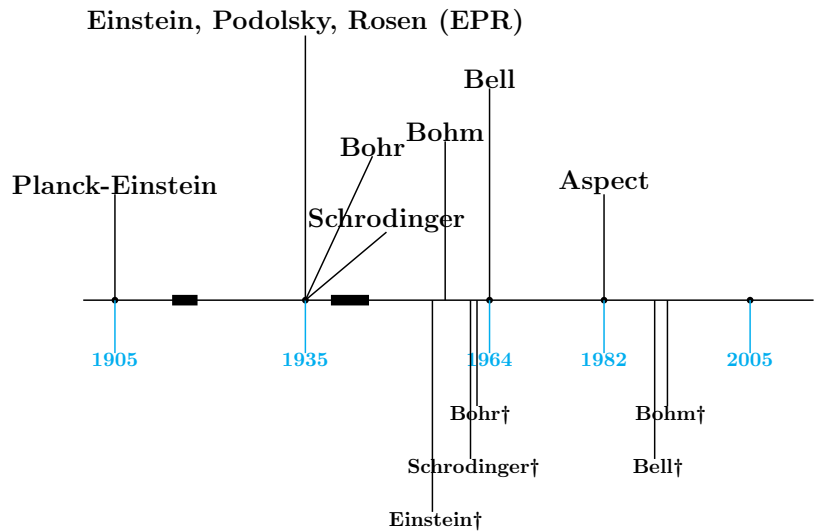 Einstein, Podolsky, Rosen (EPR)
Bell
Bohm
Bohr
Aspect
Planck-Einstein
Schrodinger
1905
1935
1964
1982
2005
Bohr†
Bohm†
Schrodinger†
Bell†
Einstein†